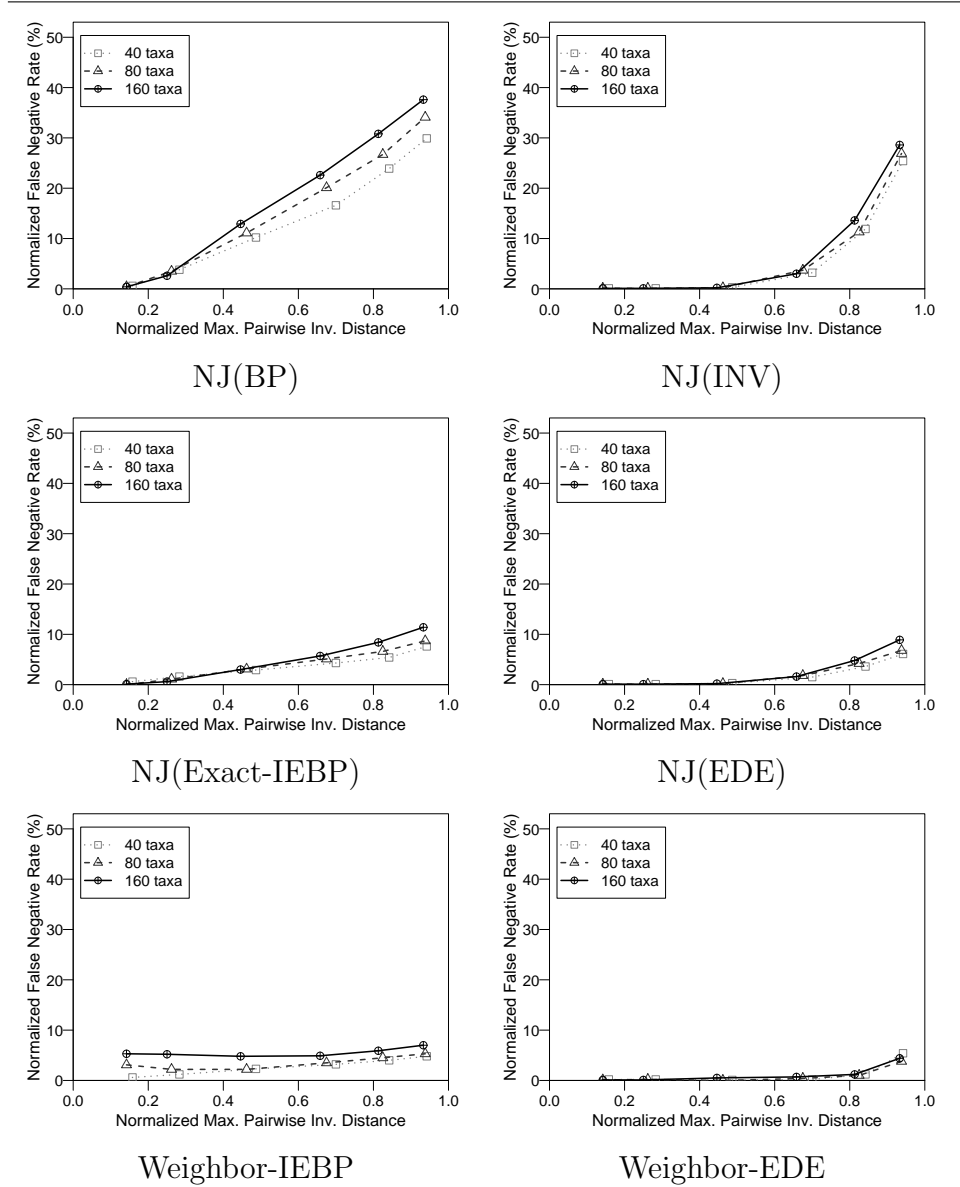 Normalized False Negative Rate (%)
50
40
30
20
10
0
40 taxa
80 taxa
160 taxa
0.0 0.2 0.4 0.6 0.8 1.0
Normalized Max. Pairwise Inv. Distance
NJ(BP)
Normalized False Negative Rate (%)
50
40
30
20
10
0
40 taxa
80 taxa
160 taxa
0.0 0.2 0.4 0.6 0.8 1.0
Normalized Max. Pairwise Inv. Distance
NJ(INV)
Normalized False Negative Rate (%)
50
40
30
20
10
0
40 taxa
80 taxa
160 taxa
0.0 0.2 0.4 0.6 0.8 1.0
Normalized Max. Pairwise Inv. Distance
NJ(Exact-IEBP)
Normalized False Negative Rate (%)
50
40
30
20
10
0
40 taxa
80 taxa
160 taxa
0.0 0.2 0.4 0.6 0.8 1.0
Normalized Max. Pairwise Inv. Distance
NJ(EDE)
Normalized False Negative Rate (%)
50
40
30
20
10
0
40 taxa
80 taxa
160 taxa
0.0 0.2 0.4 0.6 0.8 1.0
Normalized Max. Pairwise Inv. Distance
Weighbor-IEBP
Normalized False Negative Rate (%)
50
40
30
20
10
0
40 taxa
80 taxa
160 taxa
0.0 0.2 0.4 0.6 0.8 1.0
Normalized Max. Pairwise Inv. Distance
Weighbor-EDE